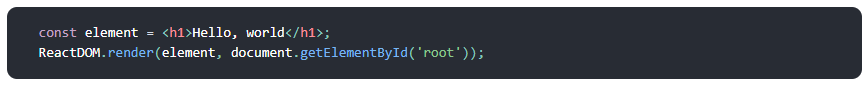 const element = <h1>Hello, world</h1>;
ReactDOM.render(element, document.getElementById('root'));